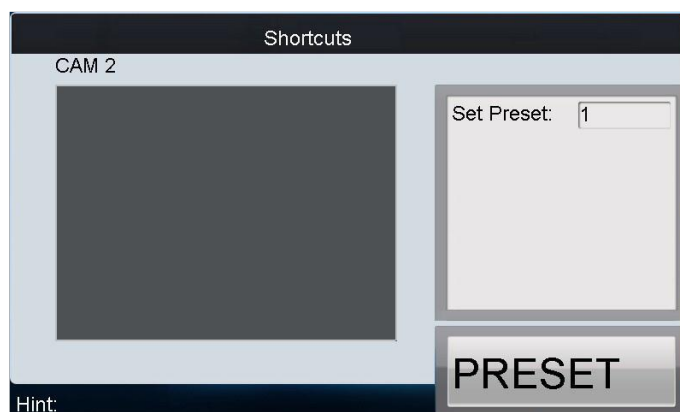 Shortcuts
CAM 2
Set Preset: 1
PRESET
Hint: